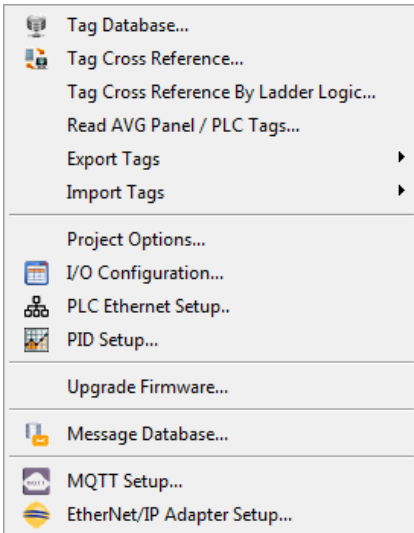 Tag Database...
Tag Cross Reference...
Tag Cross Reference By Ladder Logic...
Read AVG Panel / PLC Tags...
Export Tags
Import Tags
Project Options...
I/O Configuration...
PLC Ethernet Setup..
PID Setup...
Upgrade Firmware...
Message Database...
MQTT Setup...
EtherNet/IP Adapter Setup...